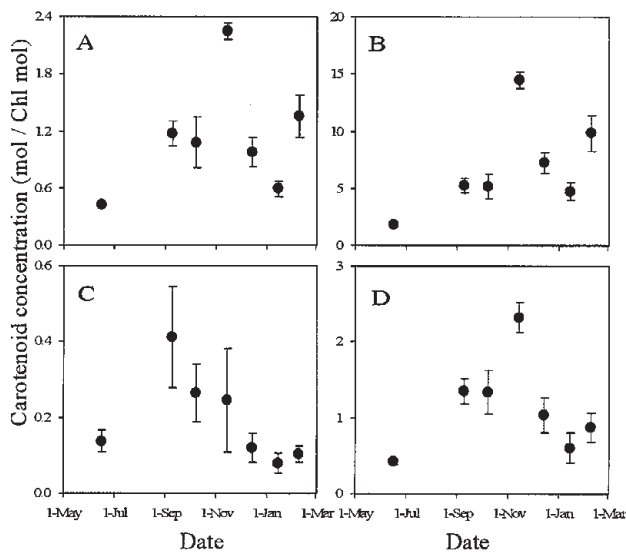 Carotenoid concentration (mol / Chl mol)
A
2.4
1.8
1.2
0.6
0.0
B
20
15
10
5
0
C
0.6
0.4
0.2
0.0
D
3
2
1
0
1-May 1-Jul 1-Sep 1-Nov 1-Jan 1-Mar
1-May 1-Jul 1-Sep 1-Nov 1-Jan 1-Mar
Date Date